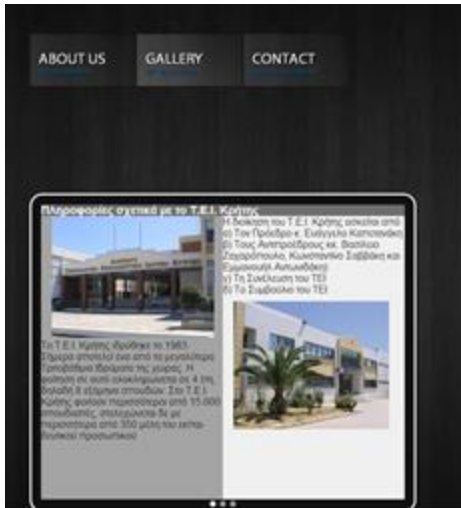 ABOUT US
GALLERY
CONTACT
Πληροφορίες σχετικά με το Τ.Ε.Ι. Κρήτης
Το Τ.Ε.Ι. Κρήτης ιδρύθηκε το 1983.
Σήμερα αποτελεί ένα από τα μεγαλύτερα
Τριτοβάθμια Ιδρύματα της χώρας. Η
φοίτηση σε αυτό ολοκληρώνεται σε 4 έτη,
δηλαδή 8 εξάμηνα σπουδών. Στο Τ.Ε.Ι.
Κρήτης φοιτούν περισσότεροι από 15.000
σπουδαστές, στελεχώνεται δε με
περισσότερα από 350 μέλη του εκπαι-
δευτικού προσωπικού
Η διοίκηση του Τ.Ε.Ι. Κρήτης ασκείται από
α) Τον Πρόεδρο κ. Ευάγγελο Καπετανάκη
β) Τους Αντιπροέδρους κκ. Βασίλειο
Ζαχαρόπουλο, Κωνσταντίνο Σαββάκη και
Εμμανουήλ Αντωνιδάκη
γ) Τη Συνέλευση του ΤΕΙ
δ) Το Συμβούλιο του ΤΕΙ